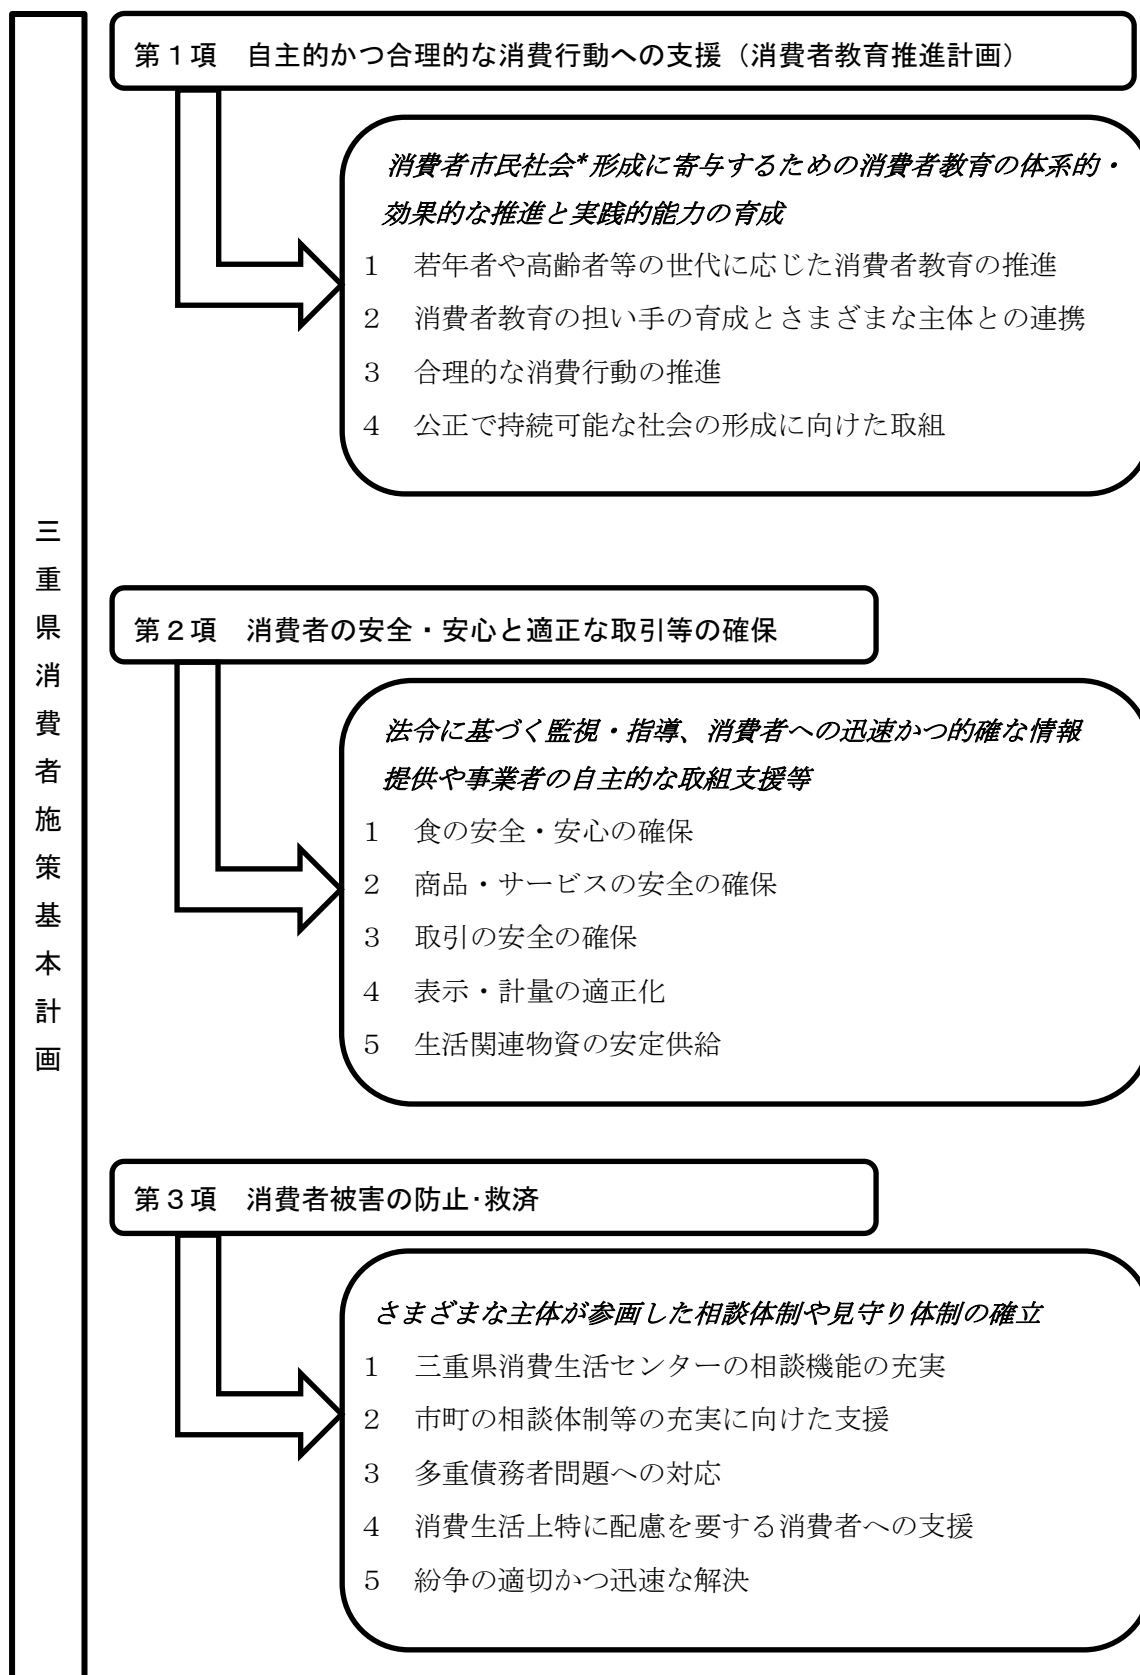 三重県消費者施策基本計画
第１項　自主的かつ合理的な消費行動への支援（消費者教育推進計画）
消費者市民社会*形成に寄与するための消費者教育の体系的・
効果的な推進と実践的能力の育成
１　若年者や高齢者等の世代に応じた消費者教育の推進
２　消費者教育の担い手の育成とさまざまな主体との連携
３　合理的な消費行動の推進
４　公正で持続可能な社会の形成に向けた取組
第２項　消費者の安全・安心と適正な取引等の確保
法令に基づく監視・指導、消費者への迅速かつ的確な情報
提供や事業者の自主的な取組支援等
１　食の安全・安心の確保
２　商品・サービスの安全の確保
３　取引の安全の確保
４　表示・計量の適正化
５　生活関連物資の安定供給
第３項　消費者被害の防止･救済
さまざまな主体が参画した相談体制や見守り体制の確立
１　三重県消費生活センターの相談機能の充実
２　市町の相談体制等の充実に向けた支援
３　多重債務者問題への対応
４　消費生活上特に配慮を要する消費者への支援
５　紛争の適切かつ迅速な解決